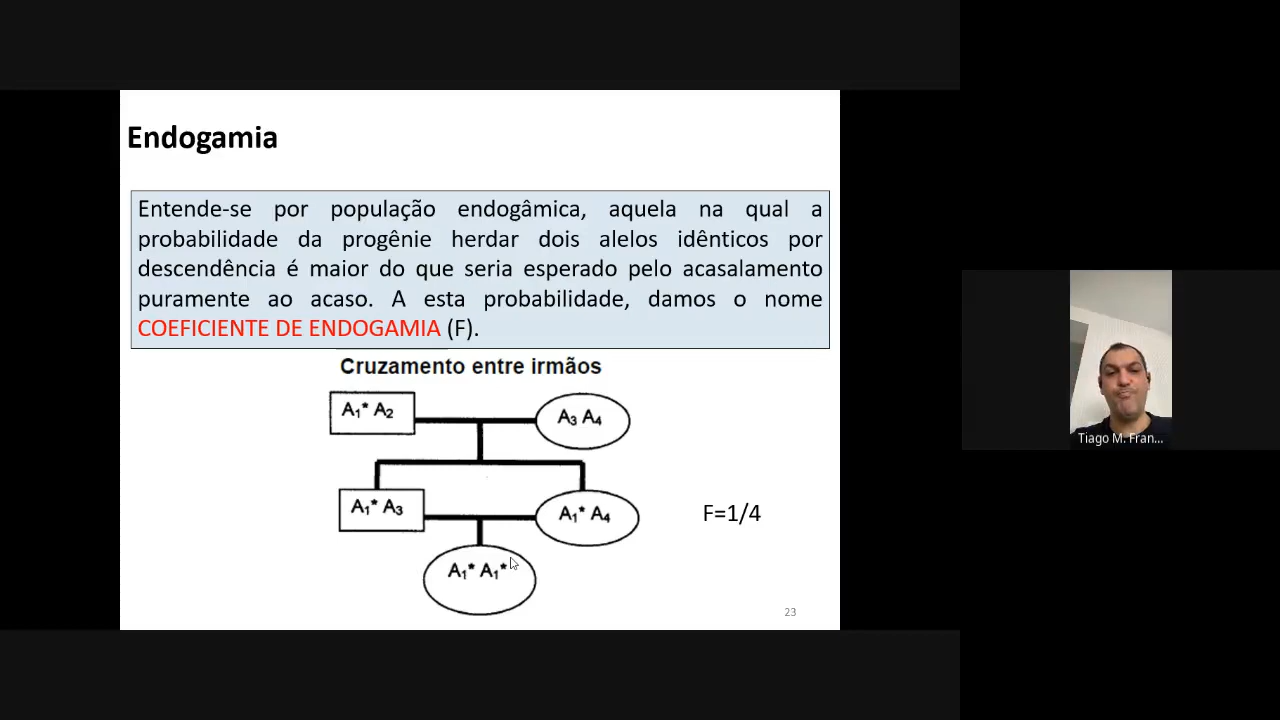 Endogamia
Entende-se por população endogâmica, aquela na qual a
probabilidade da progênie herdar dois alelos idênticos por
descendência é maior do que seria esperado pelo acasalamento
puramente ao acaso. A esta probabilidade, damos o nome
COEFICIENTE DE ENDOGAMIA (F).
Cruzamento entre irmãos
A₁* A₂
A₃ A₄
A₁* A₃
A₁* A₄
F=1/4
A₁* A₁*
23
Tiago M. Fran...